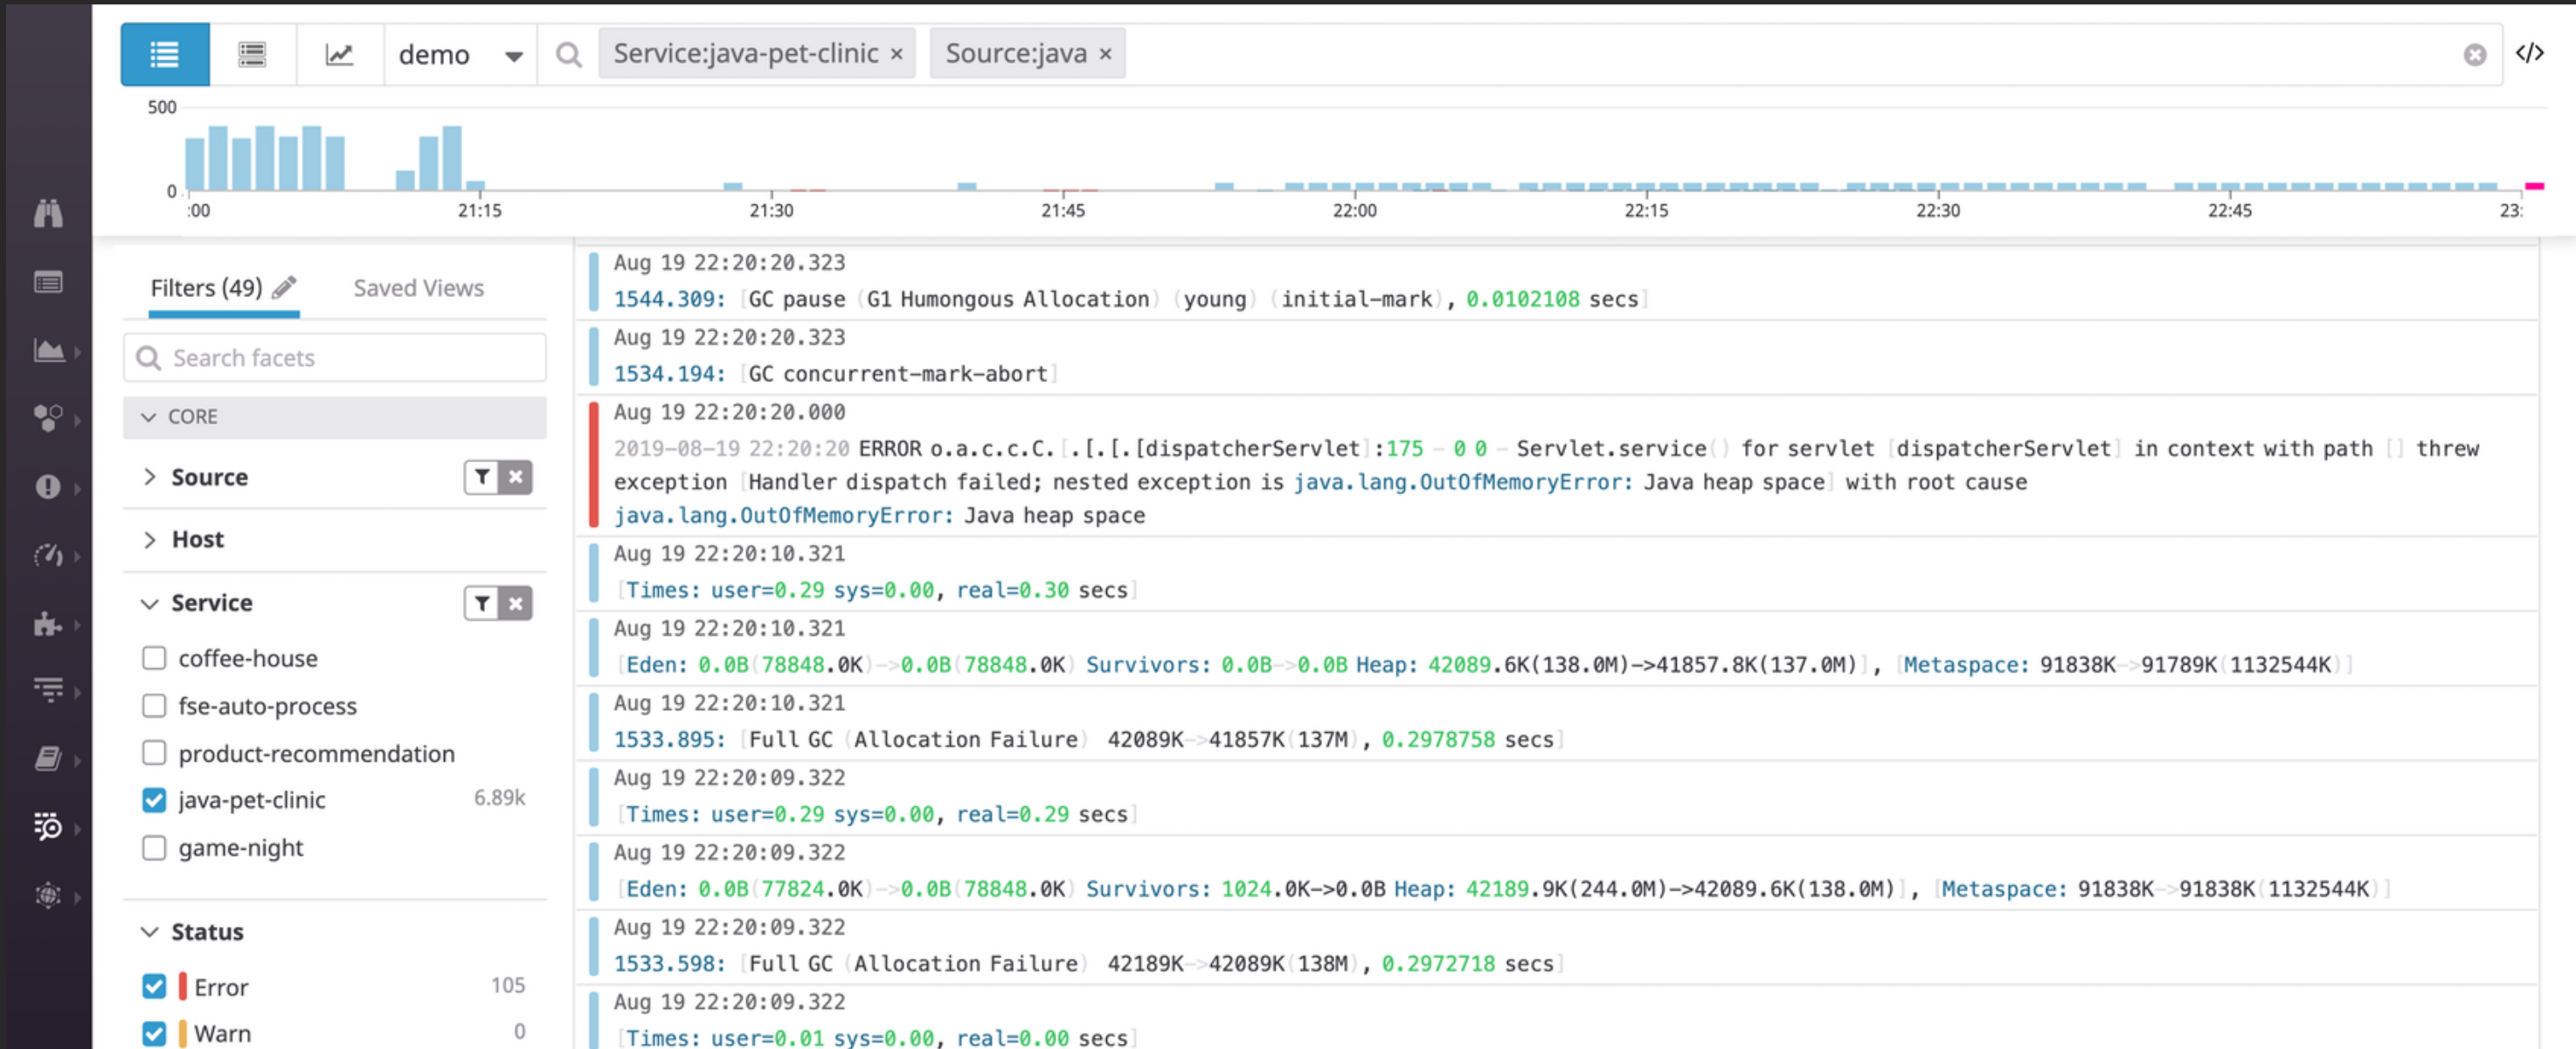 demo
Service:java-pet-clinic ×
Source:java ×
</>
500
0
:00 21:15 21:30 21:45 22:00 22:15 22:30 22:45 23:
Filters (49)
Saved Views
Search facets
CORE
Source
Host
Service
coffee-house
fse-auto-process
product-recommendation
java-pet-clinic 6.89k
game-night
Status
Error 105
Warn 0
Aug 19 22:20:20.323
1544.309: [GC pause (G1 Humongous Allocation) (young) (initial-mark), 0.0102108 secs]
Aug 19 22:20:20.323
1534.194: [GC concurrent-mark-abort]
Aug 19 22:20:20.000
2019-08-19 22:20:20 ERROR o.a.c.c.C.[.[.[.[dispatcherServlet]:175 - 0 0 - Servlet.service() for servlet [dispatcherServlet] in context with path [] threw
exception [Handler dispatch failed; nested exception is java.lang.OutOfMemoryError: Java heap space] with root cause
java.lang.OutOfMemoryError: Java heap space
Aug 19 22:20:10.321
[Times: user=0.29 sys=0.00, real=0.30 secs]
Aug 19 22:20:10.321
[Eden: 0.0B(78848.0K)->0.0B(78848.0K) Survivors: 0.0B->0.0B Heap: 42089.6K(138.0M)->41857.8K(137.0M)], [Metaspace: 91838K->91789K(1132544K)]
Aug 19 22:20:10.321
1533.895: [Full GC (Allocation Failure) 42089K->41857K(137M), 0.2978758 secs]
Aug 19 22:20:09.322
[Times: user=0.29 sys=0.00, real=0.29 secs]
Aug 19 22:20:09.322
[Eden: 0.0B(77824.0K)->0.0B(78848.0K) Survivors: 1024.0K->0.0B Heap: 42189.9K(244.0M)->42089.6K(138.0M)], [Metaspace: 91838K->91838K(1132544K)]
Aug 19 22:20:09.322
1533.598: [Full GC (Allocation Failure) 42189K->42089K(138M), 0.2972718 secs]
Aug 19 22:20:09.322
[Times: user=0.01 sys=0.00, real=0.00 secs]